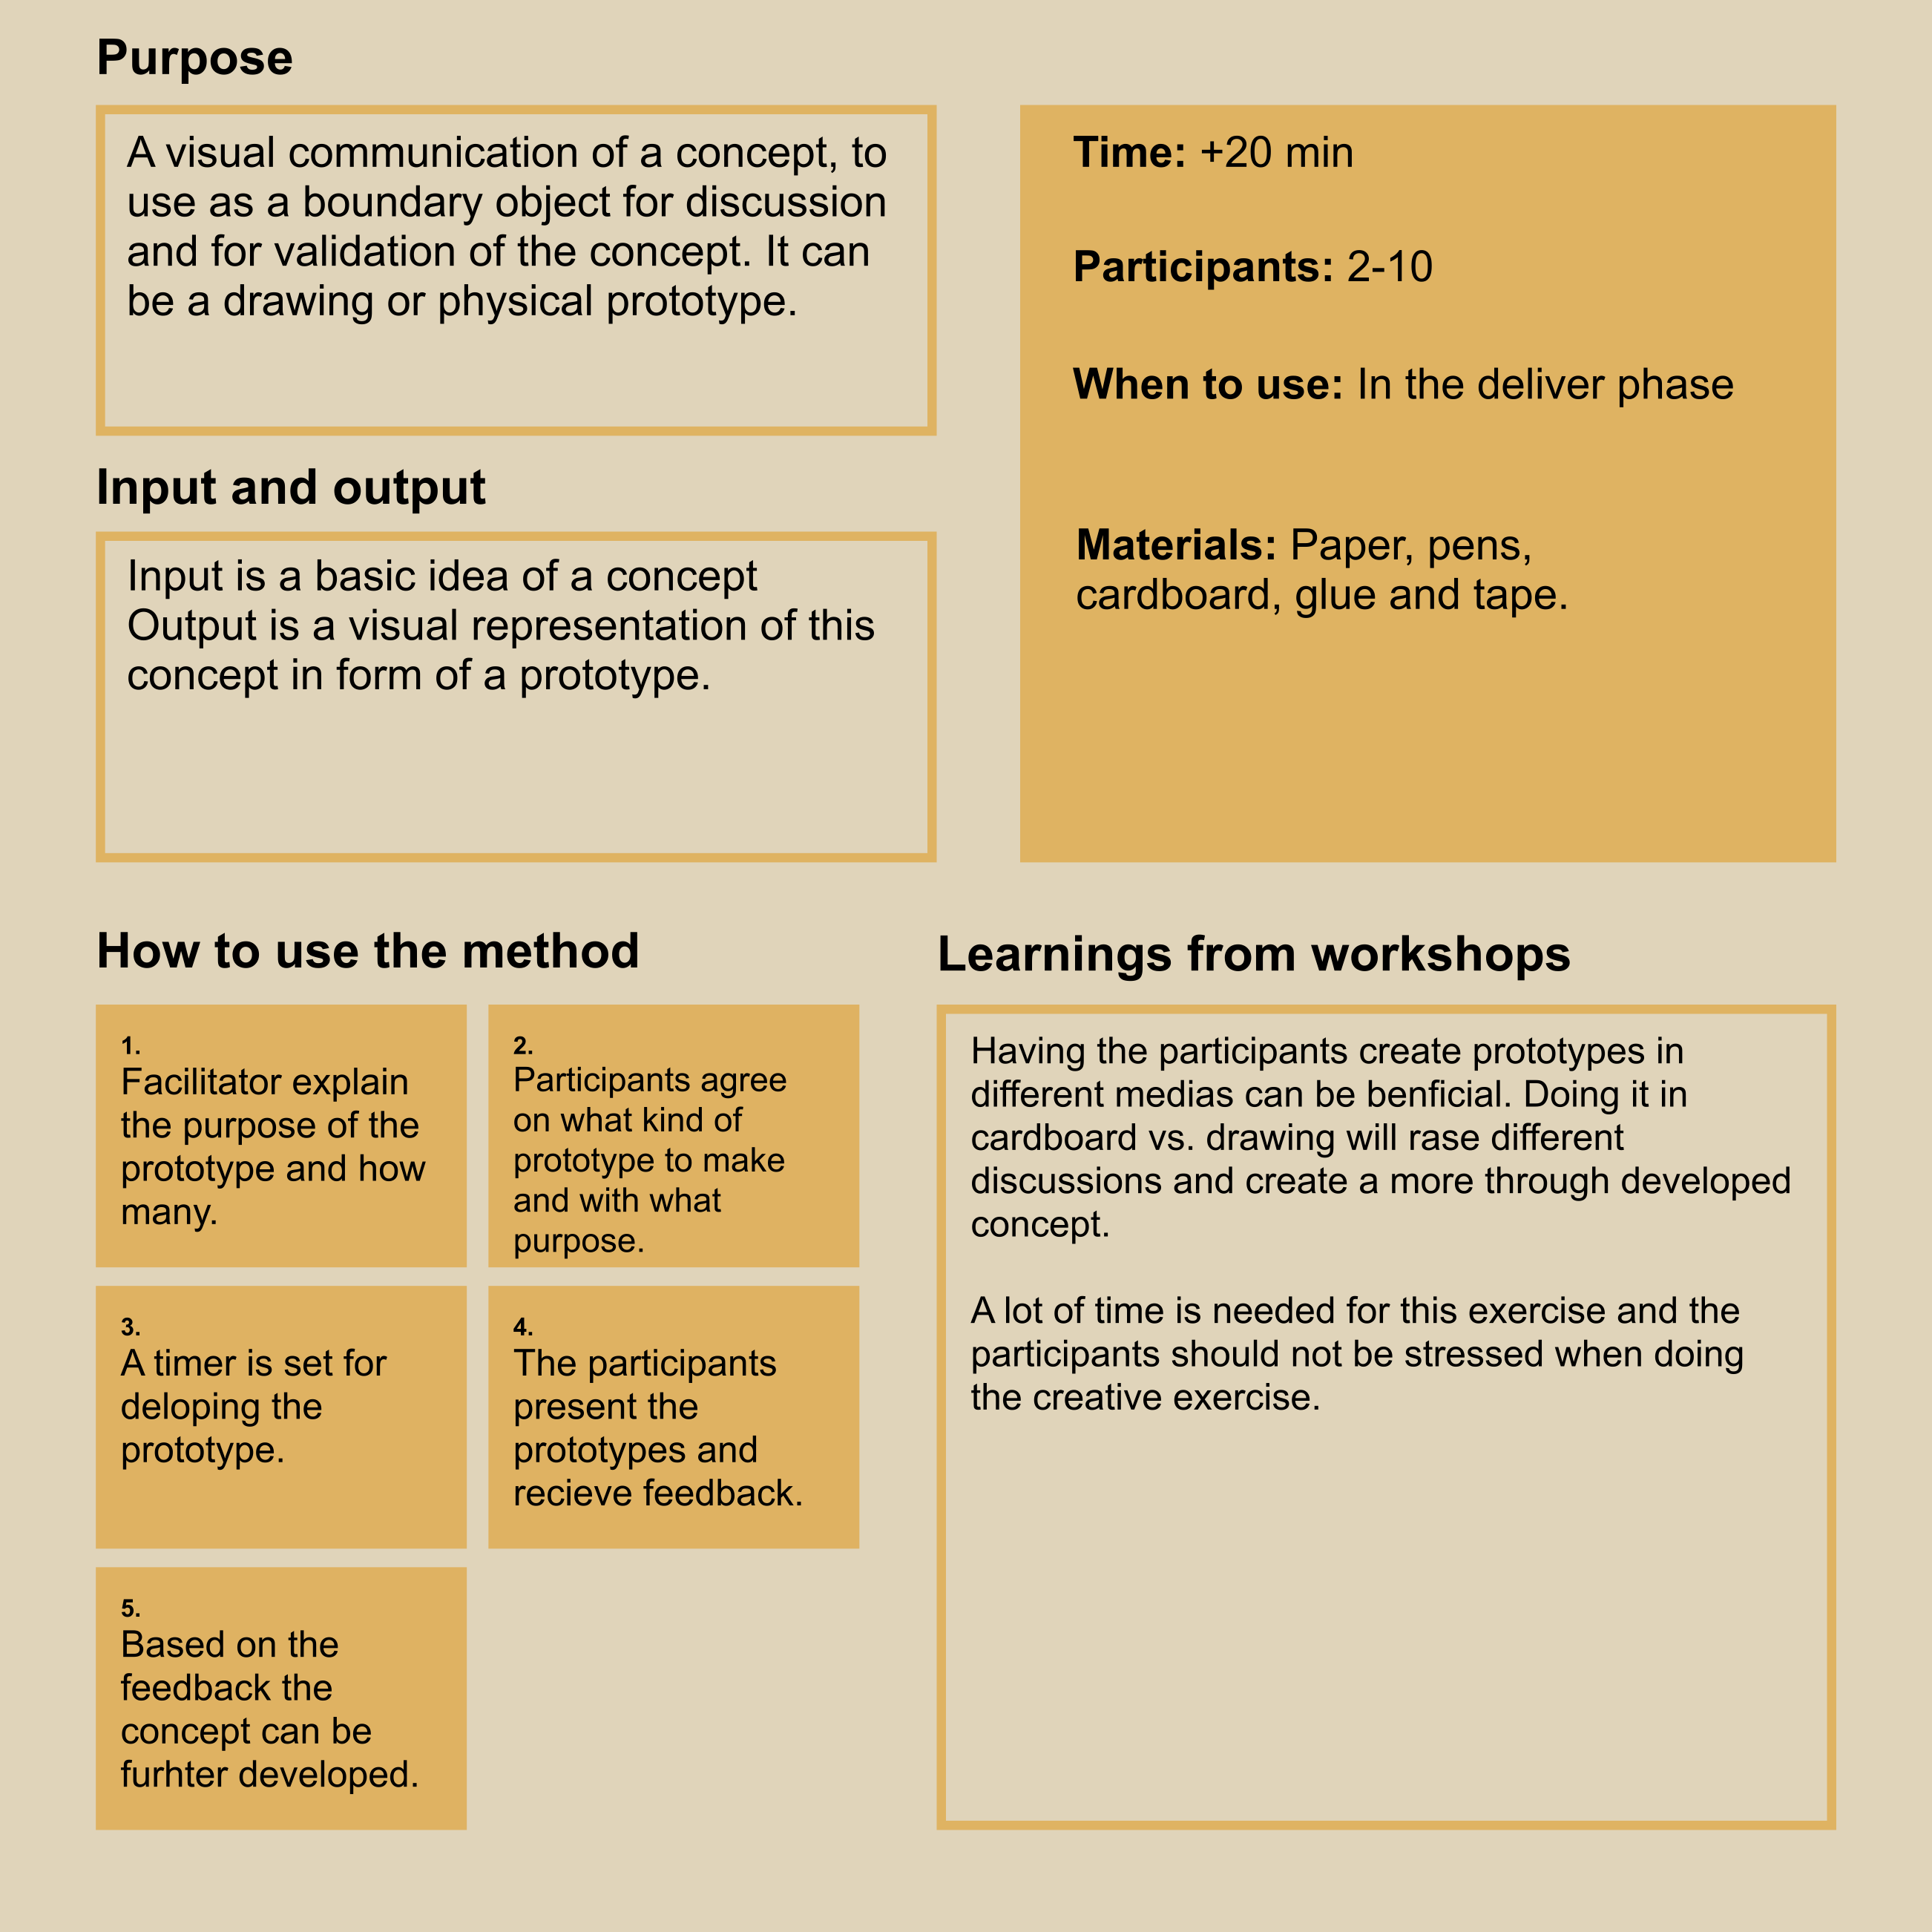 Purpose
A visual communication of a concept, to
use as a boundary object for discussion
and for validation of the concept. It can
be a drawing or physical prototype.
Time: +20 min
Participants: 2-10
When to use: In the deliver phase
Materials: Paper, pens,
cardboard, glue and tape.
Input and output
Input is a basic idea of a concept
Output is a visual representation of this
concept in form of a prototype.
How to use the method
1.
Facilitator explain
the purpose of the
prototype and how
many.
2.
Participants agree
on what kind of
prototype to make
and with what
purpose.
3.
A timer is set for
deloping the
prototype.
4.
The participants
present the
prototypes and
recieve feedback.
5.
Based on the
feedback the
concept can be
furhter developed.
Learnings from workshops
Having the participants create prototypes in
different medias can be benficial. Doing it in
cardboard vs. drawing will rase different
discussions and create a more through developed
concept.
A lot of time is needed for this exercise and the
participants should not be stressed when doing
the creative exercise.